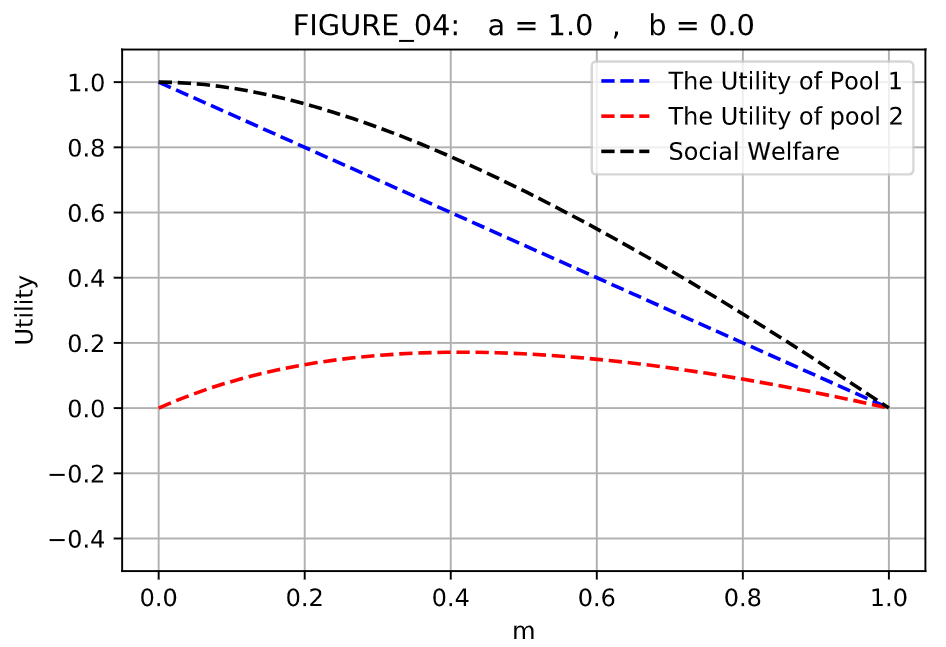 FIGURE_04:   a = 1.0  ,   b = 0.0
The Utility of Pool 1
The Utility of pool 2
Social Welfare
Utility
1.0
0.8
0.6
0.4
0.2
0.0
−0.2
−0.4
0.0 0.2 0.4 0.6 0.8 1.0
m